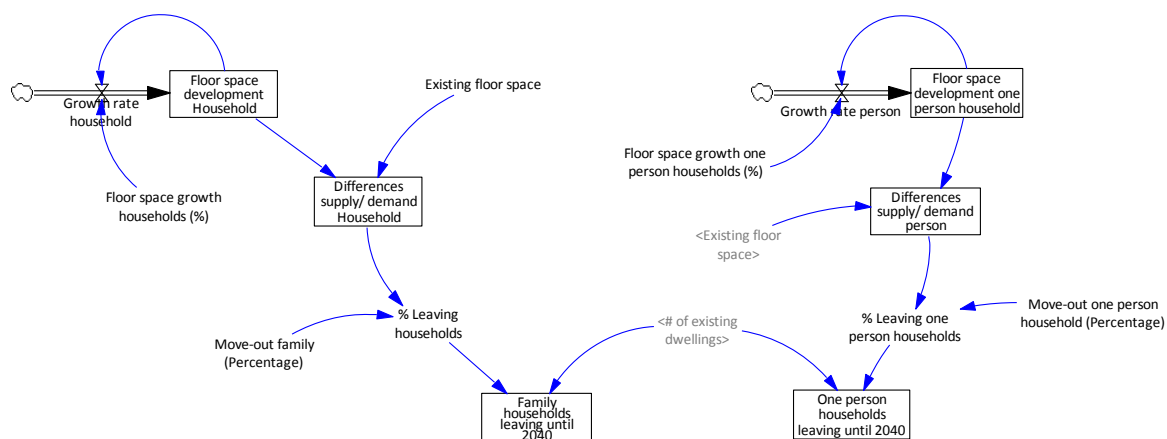 Floor space
development
Household
Growth rate
household
Existing floor space
Floor space growth
households (%)
Differences
supply/ demand
Household
% Leaving
households
Move-out family
(Percentage)
Family
households
leaving until
2040
<# of existing
dwellings>
Floor space
development one
person household
Growth rate person
Floor space growth one
person households (%)
Differences
supply/ demand
person
<Existing floor
space>
% Leaving one
person households
Move-out one person
household (Percentage)
One person
households
leaving until 2040